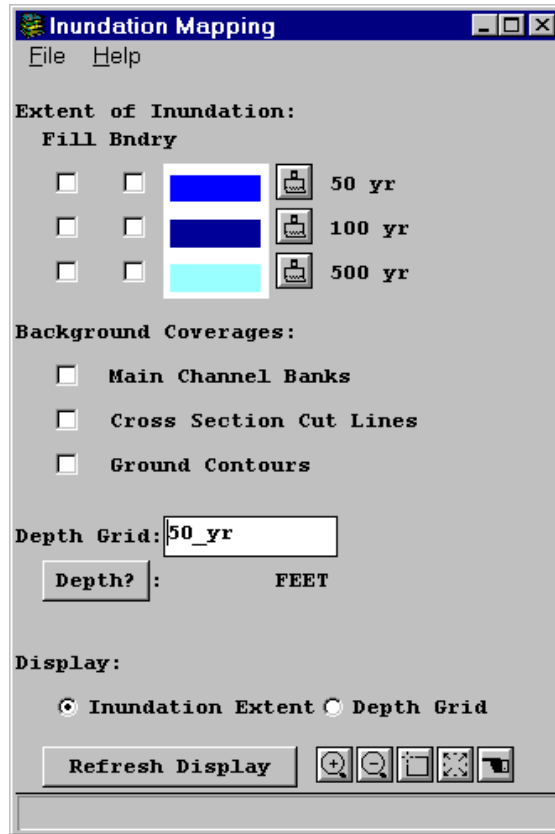 Inundation Mapping
File Help
Extent of Inundation:
Fill Bndry
50 yr
100 yr
500 yr
Background Coverages:
Main Channel Banks
Cross Section Cut Lines
Ground Contours
Depth Grid: 50_yr
Depth? : FEET
Display:
Inundation Extent Depth Grid
Refresh Display